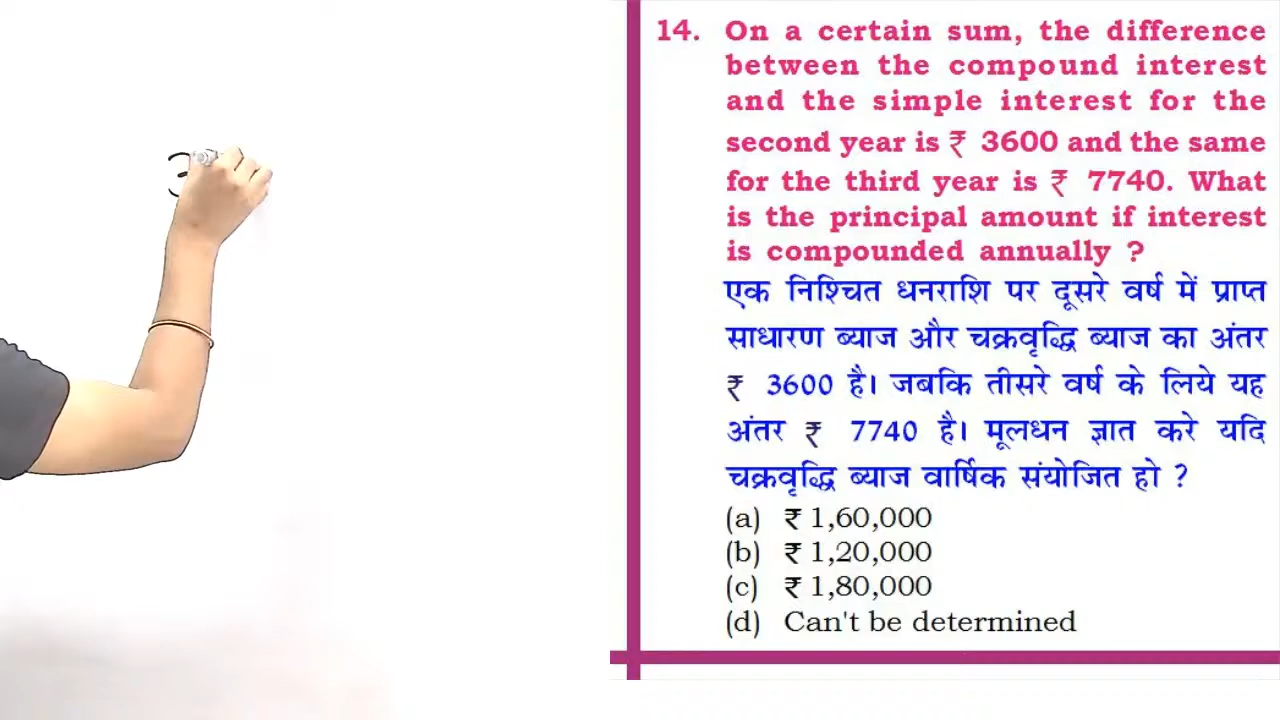 14. On a certain sum, the difference
between the compound interest
and the simple interest for the
second year is ₹ 3600 and the same
for the third year is ₹ 7740. What
is the principal amount if interest
is compounded annually ?
एक निश्चित धनराशि पर दूसरे वर्ष में प्राप्त
साधारण ब्याज और चक्रवृद्धि ब्याज का अंतर
₹ 3600 है। जबकि तीसरे वर्ष के लिये यह
अंतर ₹ 7740 है। मूलधन ज्ञात करे यदि
चक्रवृद्धि ब्याज वार्षिक संयोजित हो ?
(a) ₹ 1,60,000
(b) ₹ 1,20,000
(c) ₹ 1,80,000
(d) Can't be determined